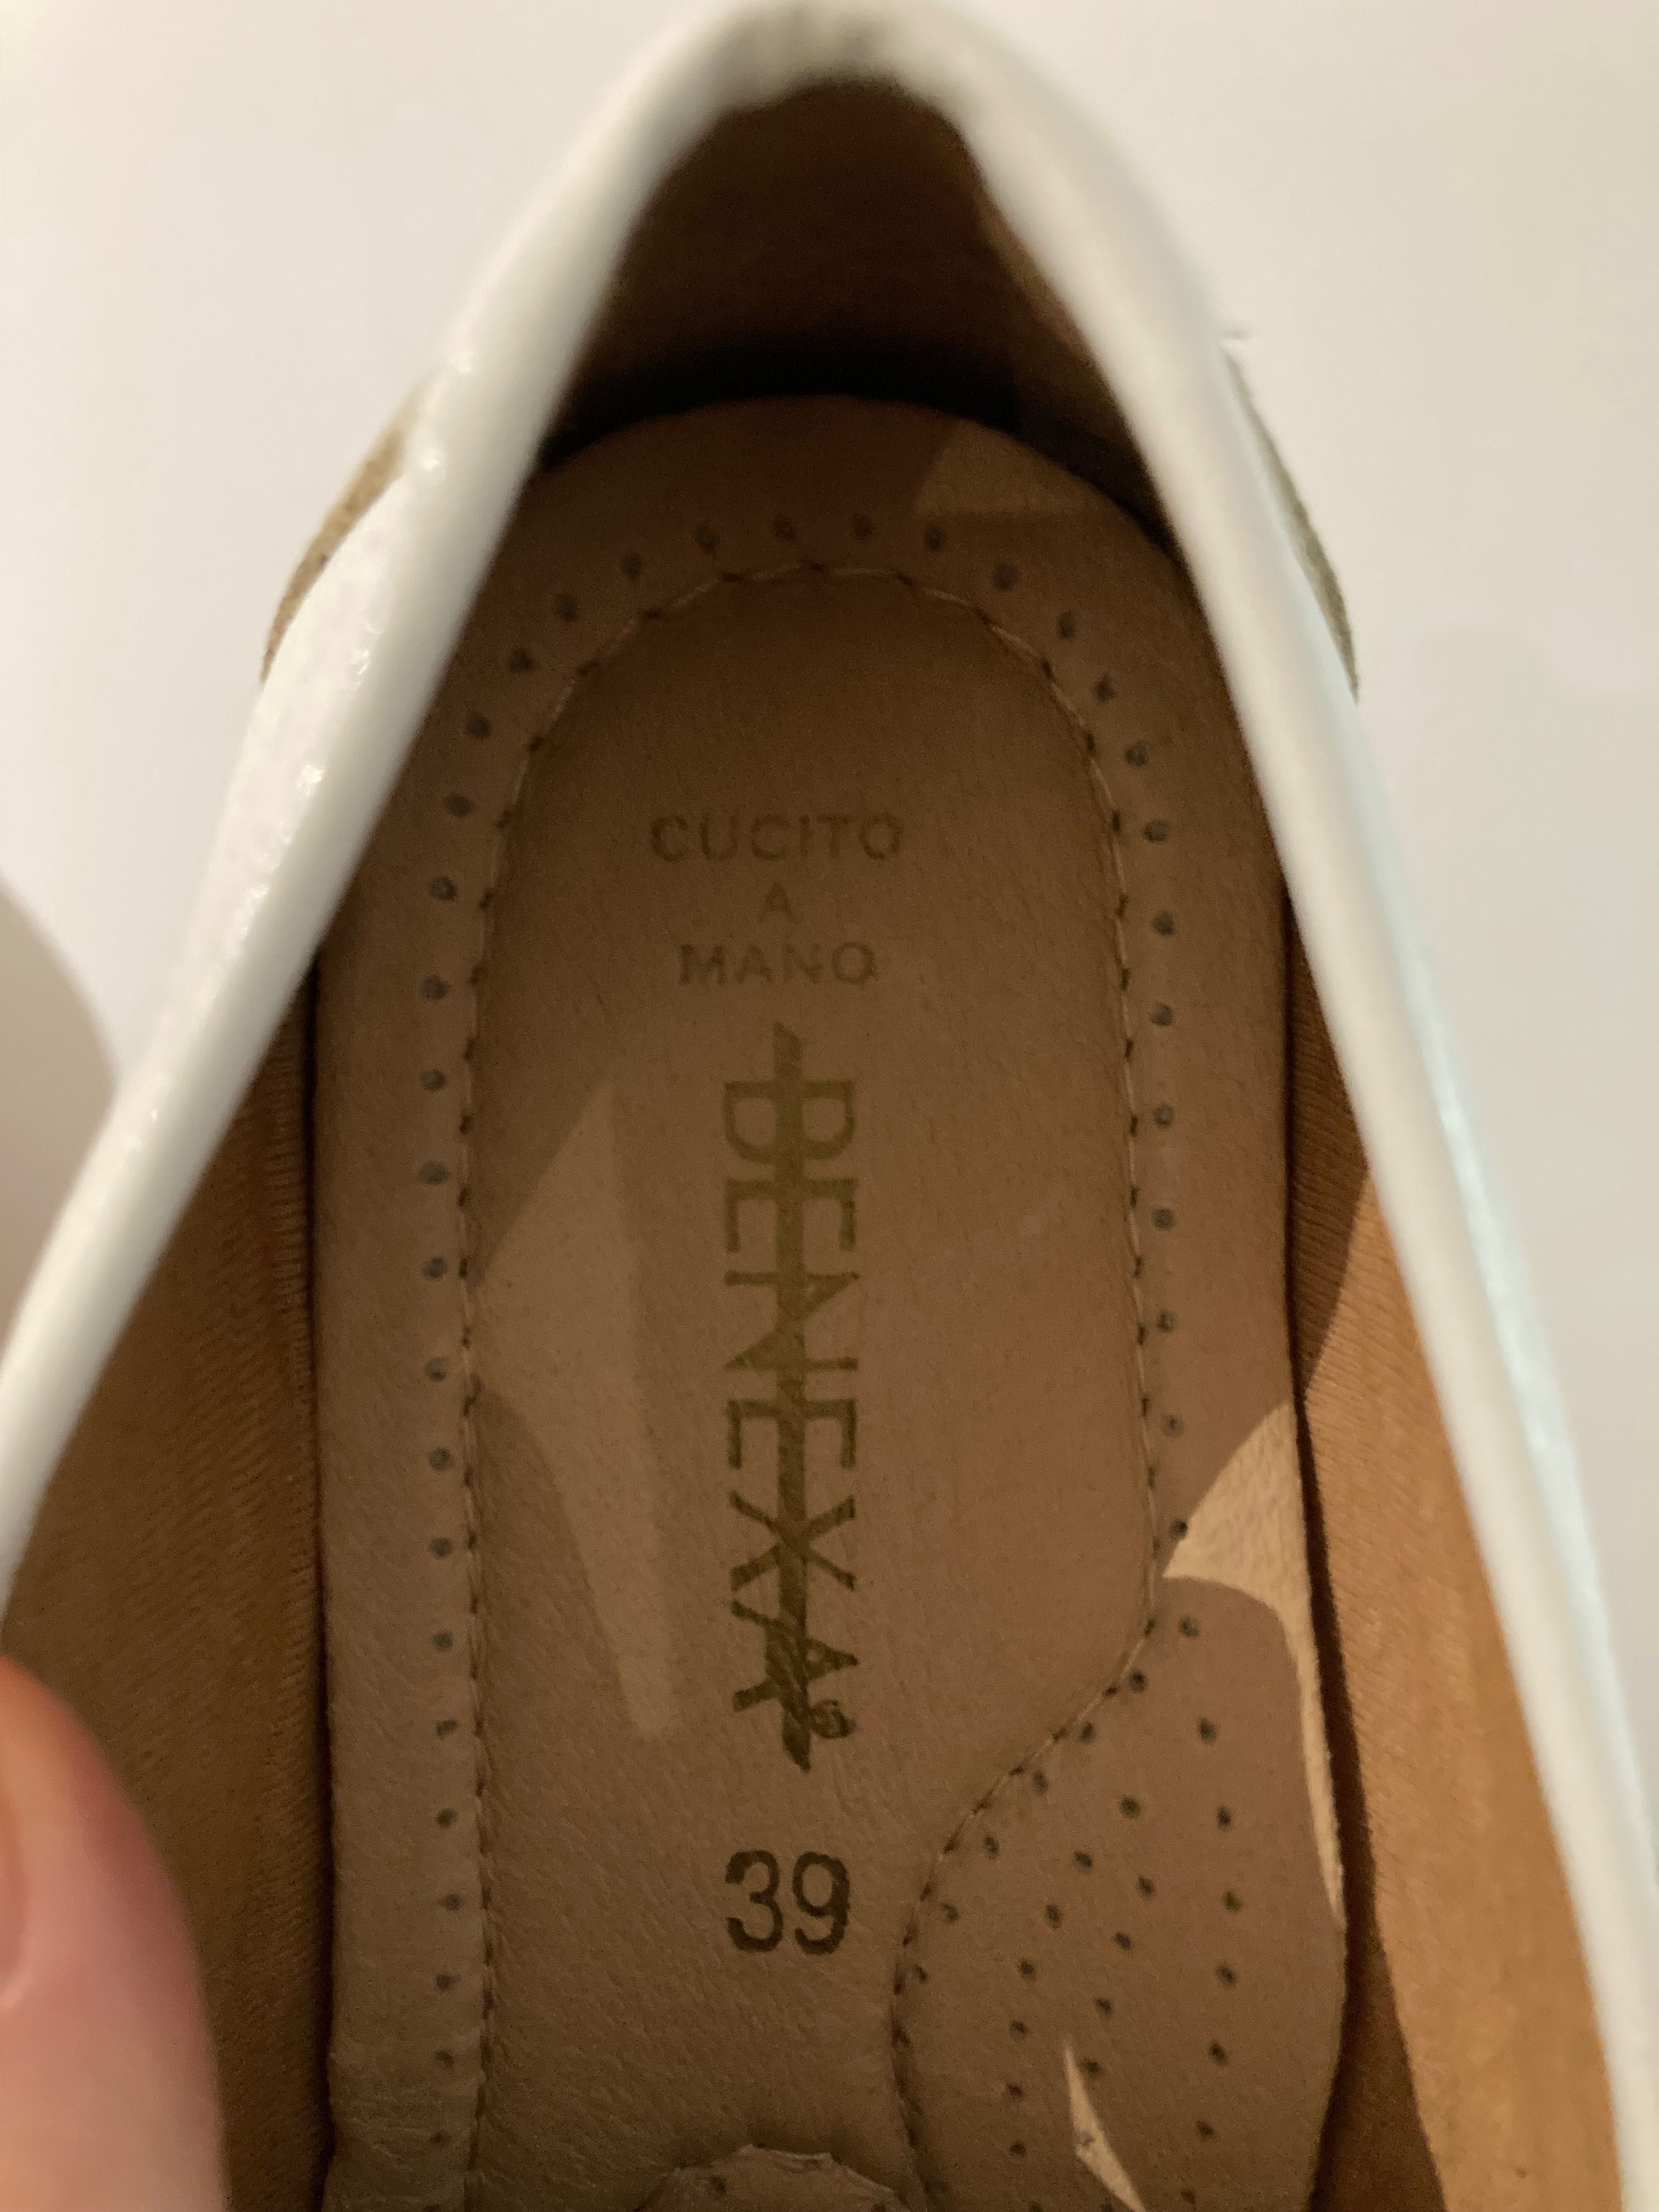 CUCITO
A
MANO
BENEXA®
39